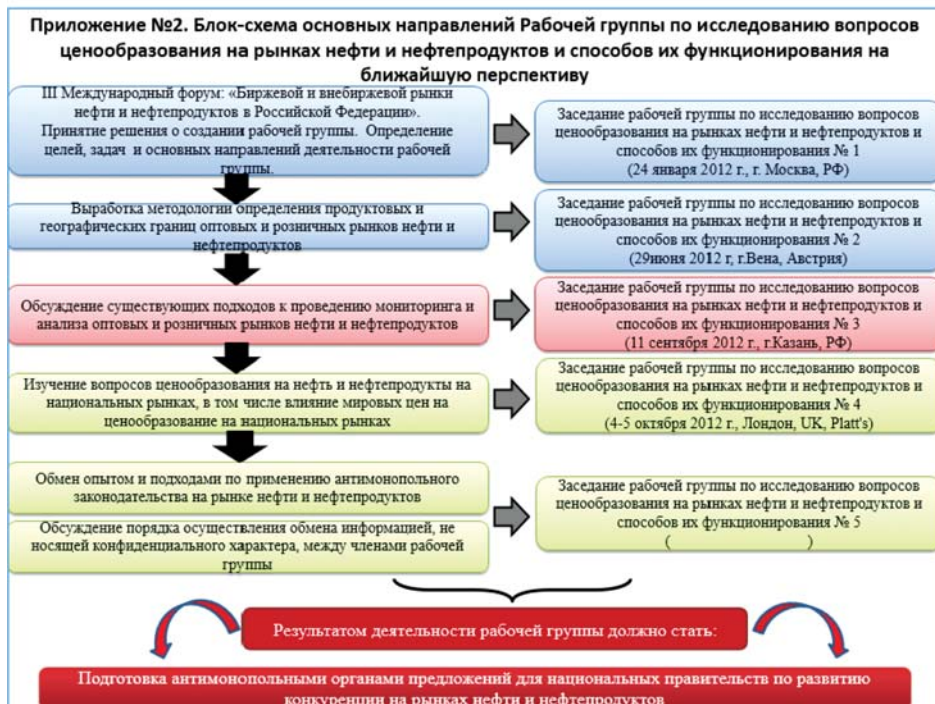 Приложение №2. Блок-схема основных направлений Рабочей группы по исследованию вопросов
ценообразования на рынках нефти и нефтепродуктов и способов их функционирования на
ближайшую перспективу
III Международный форум: «Биржевой и внебиржевой рынки
нефти и нефтепродуктов в Российской Федерации».
Принятие решения о создании рабочей группы. Определение
целей, задач и основных направлений деятельности рабочей
группы.
Заседание рабочей группы по исследованию вопросов
ценообразования на рынках нефти и нефтепродуктов и
способов их функционирования № 1
(24 января 2012 г., г. Москва, РФ)
Выработка методологии определения продуктовых и
географических границ оптовых и розничных рынков нефти и
нефтепродуктов
Заседание рабочей группы по исследованию вопросов
ценообразования на рынках нефти и нефтепродуктов
и способов их функционирования № 2
(29июня 2012 г, г.Вена, Австрия)
Обсуждение существующих подходов к проведению мониторинга и
анализа оптовых и розничных рынков нефти и нефтепродуктов
Заседание рабочей группы по исследованию вопросов
ценообразования на рынках нефти и нефтепродуктов
и способов их функционирования № 3
(11 сентября 2012 г., г.Казань, РФ)
Изучение вопросов ценообразования на нефть и нефтепродукты на
национальных рынках, в том числе влияние мировых цен на
ценообразование на национальных рынках
Заседание рабочей группы по исследованию вопросов
ценообразования на рынках нефти и нефтепродуктов и
способов их функционирования № 4
(4-5 октября 2012 г., Лондон, UK, Platt's)
Обмен опытом и подходами по применению антимонопольного
законодательства на рынке нефти и нефтепродуктов
Обсуждение порядка осуществления обмена информацией, не
носящей конфиденциального характера, между членами рабочей
группы
Заседание рабочей группы по исследованию вопросов
ценообразования на рынках нефти и нефтепродуктов
и способов их функционирования № 5
( )
Результатом деятельности рабочей группы должно стать:
Подготовка антимонопольными органами предложений для национальных правительств по развитию
конкуренции на рынках нефти и нефтепродуктов